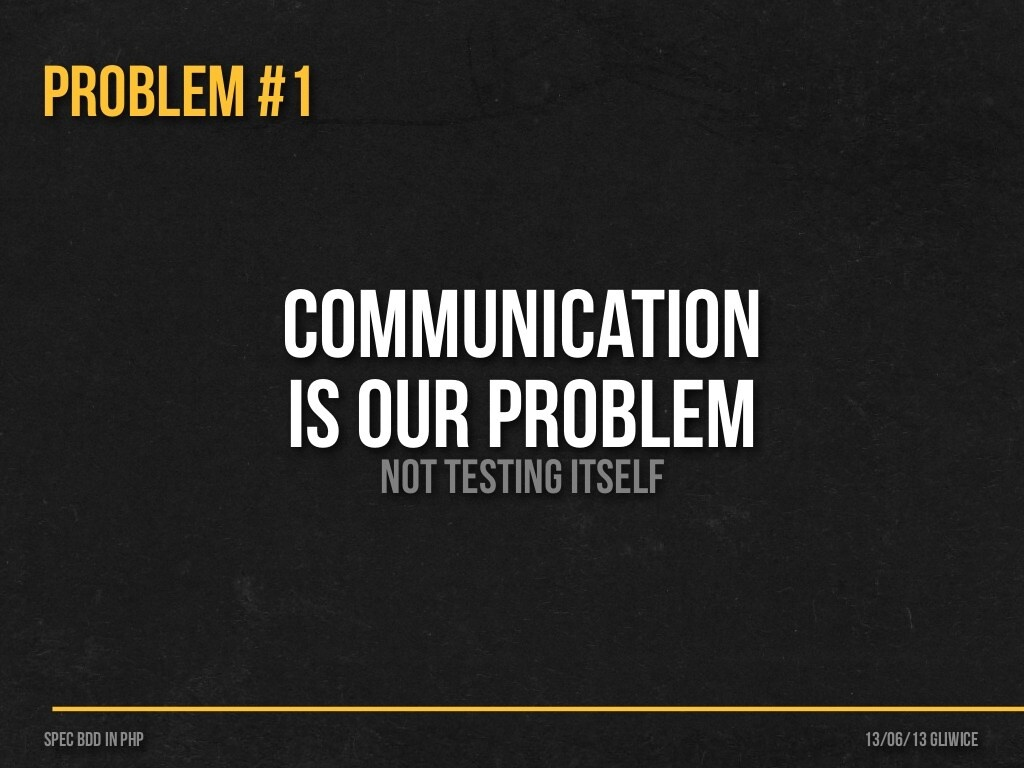 PROBLEM #1
COMMUNICATION
IS OUR PROBLEM
NOT TESTING ITSELF
SPEC BDD IN PHP
13/06/13 GLIWICE